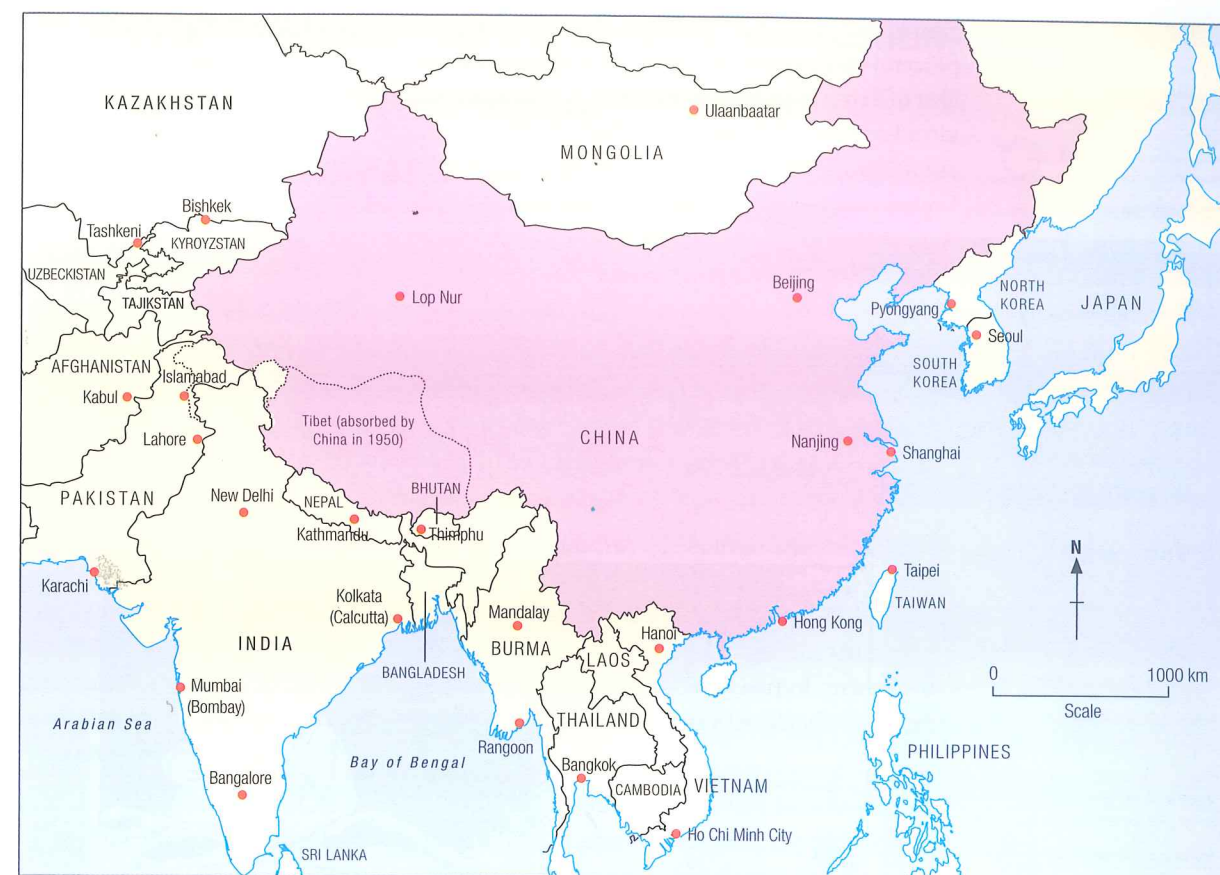 KAZAKHSTAN
Ulaanbaatar
MONGOLIA
Bishkek
Tashkeni
KYROYZSTAN
UZBECKISTAN
TAJIKSTAN
Lop Nur
Beijing
NORTH
KOREA
Pyongyang
JAPAN
Seoul
SOUTH
KOREA
AFGHANISTAN
Islamabad
Kabul
Lahore
Tibet (absorbed by
China in 1950)
CHINA
Nanjing
Shanghai
PAKISTAN
New Delhi
NEPAL
Kathmandu
BHUTAN
Thimphu
N
Karachi
Kolkata
(Calcutta)
Mandalay
BURMA
Hanoi
LAOS
Hong Kong
Taipei
TAIWAN
INDIA
BANGLADESH
0
1000 km
Scale
Mumbai
(Bombay)
Arabian Sea
Bay of Bengal
Rangoon
THAILAND
Bangkok
CAMBODIA
VIETNAM
PHILIPPINES
Bangalore
Ho Chi Minh City
SRI LANKA